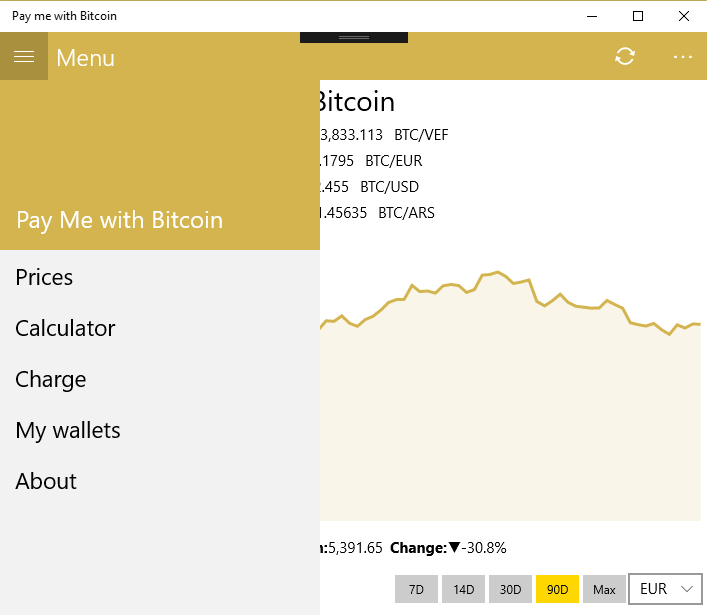 Pay me with Bitcoin
Menu
Bitcoin
Pay Me with Bitcoin
Prices
Calculator
Charge
My wallets
About
3,833.113 BTC/VEF
.1795 BTC/EUR
.455 BTC/USD
1.45635 BTC/ARS
5,391.65 Change:▼-30.8%
7D 14D 30D 90D Max EUR